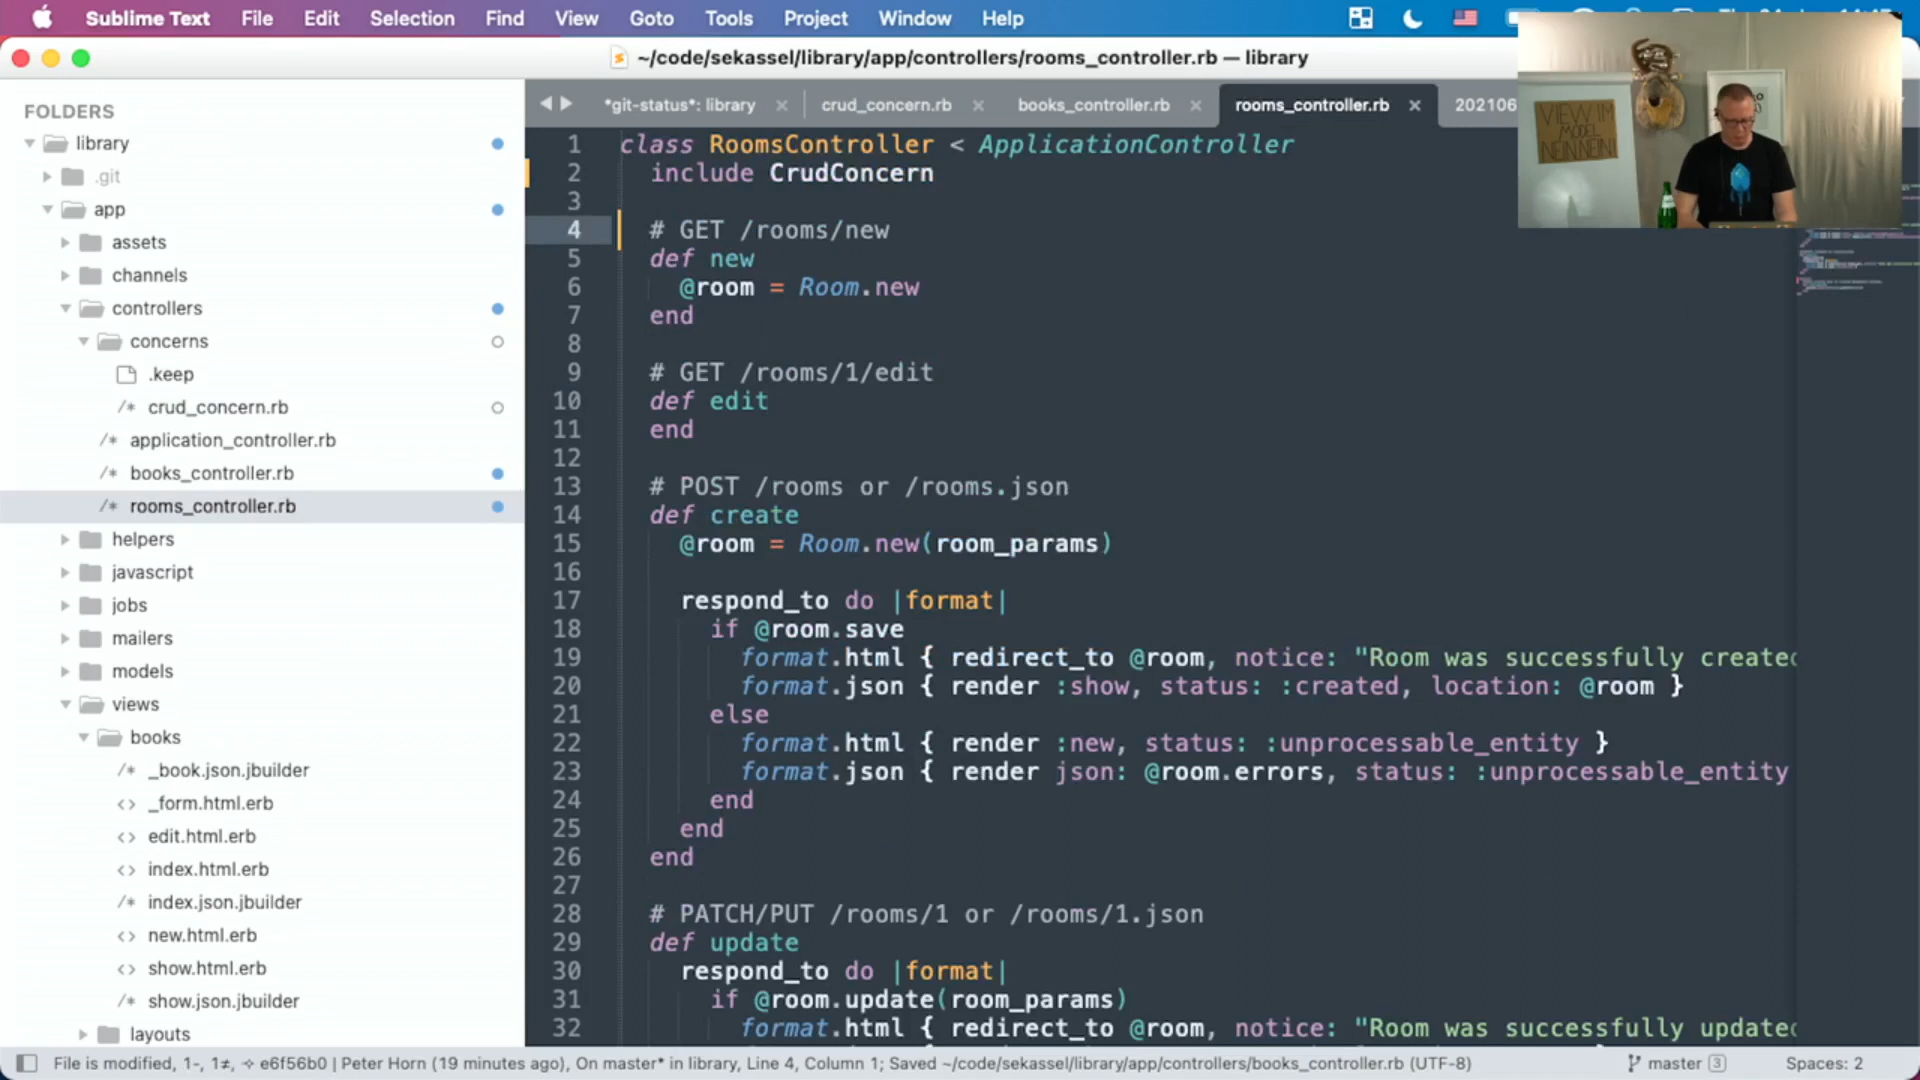 Sublime Text File Edit Selection Find View Goto Tools Project Window Help
~/code/sekassel/library/app/controllers/rooms_controller.rb — library
VIEW IM
MODEL
NEIN NEIN!
FOLDERS
library
.git
app
assets
channels
controllers
concerns
.keep
/* crud_concern.rb
/* application_controller.rb
/* books_controller.rb
/* rooms_controller.rb
helpers
javascript
jobs
mailers
models
views
books
/* _book.json.jbuilder
<> _form.html.erb
<> edit.html.erb
<> index.html.erb
/* index.json.jbuilder
<> new.html.erb
<> show.html.erb
/* show.json.jbuilder
layouts
*git-status*: library crud_concern.rb books_controller.rb rooms_controller.rb 202106
1 class RoomsController < ApplicationController
2 include CrudConcern
3
4 # GET /rooms/new
5 def new
6 @room = Room.new
7 end
8
9 # GET /rooms/1/edit
10 def edit
11 end
12
13 # POST /rooms or /rooms.json
14 def create
15 @room = Room.new(room_params)
16
17 respond_to do |format|
18 if @room.save
19 format.html { redirect_to @room, notice: "Room was successfully created
20 format.json { render :show, status: :created, location: @room }
21 else
22 format.html { render :new, status: :unprocessable_entity }
23 format.json { render json: @room.errors, status: :unprocessable_entity
24 end
25 end
26 end
27
28 # PATCH/PUT /rooms/1 or /rooms/1.json
29 def update
30 respond_to do |format|
31 if @room.update(room_params)
32 format.html { redirect_to @room, notice: "Room was successfully updated
File is modified, 1-, 1≠, ⟢ e6f56b0 | Peter Horn (19 minutes ago), On master* in library, Line 4, Column 1; Saved ~/code/sekassel/library/app/controllers/books_controller.rb (UTF-8) master 3 Spaces: 2